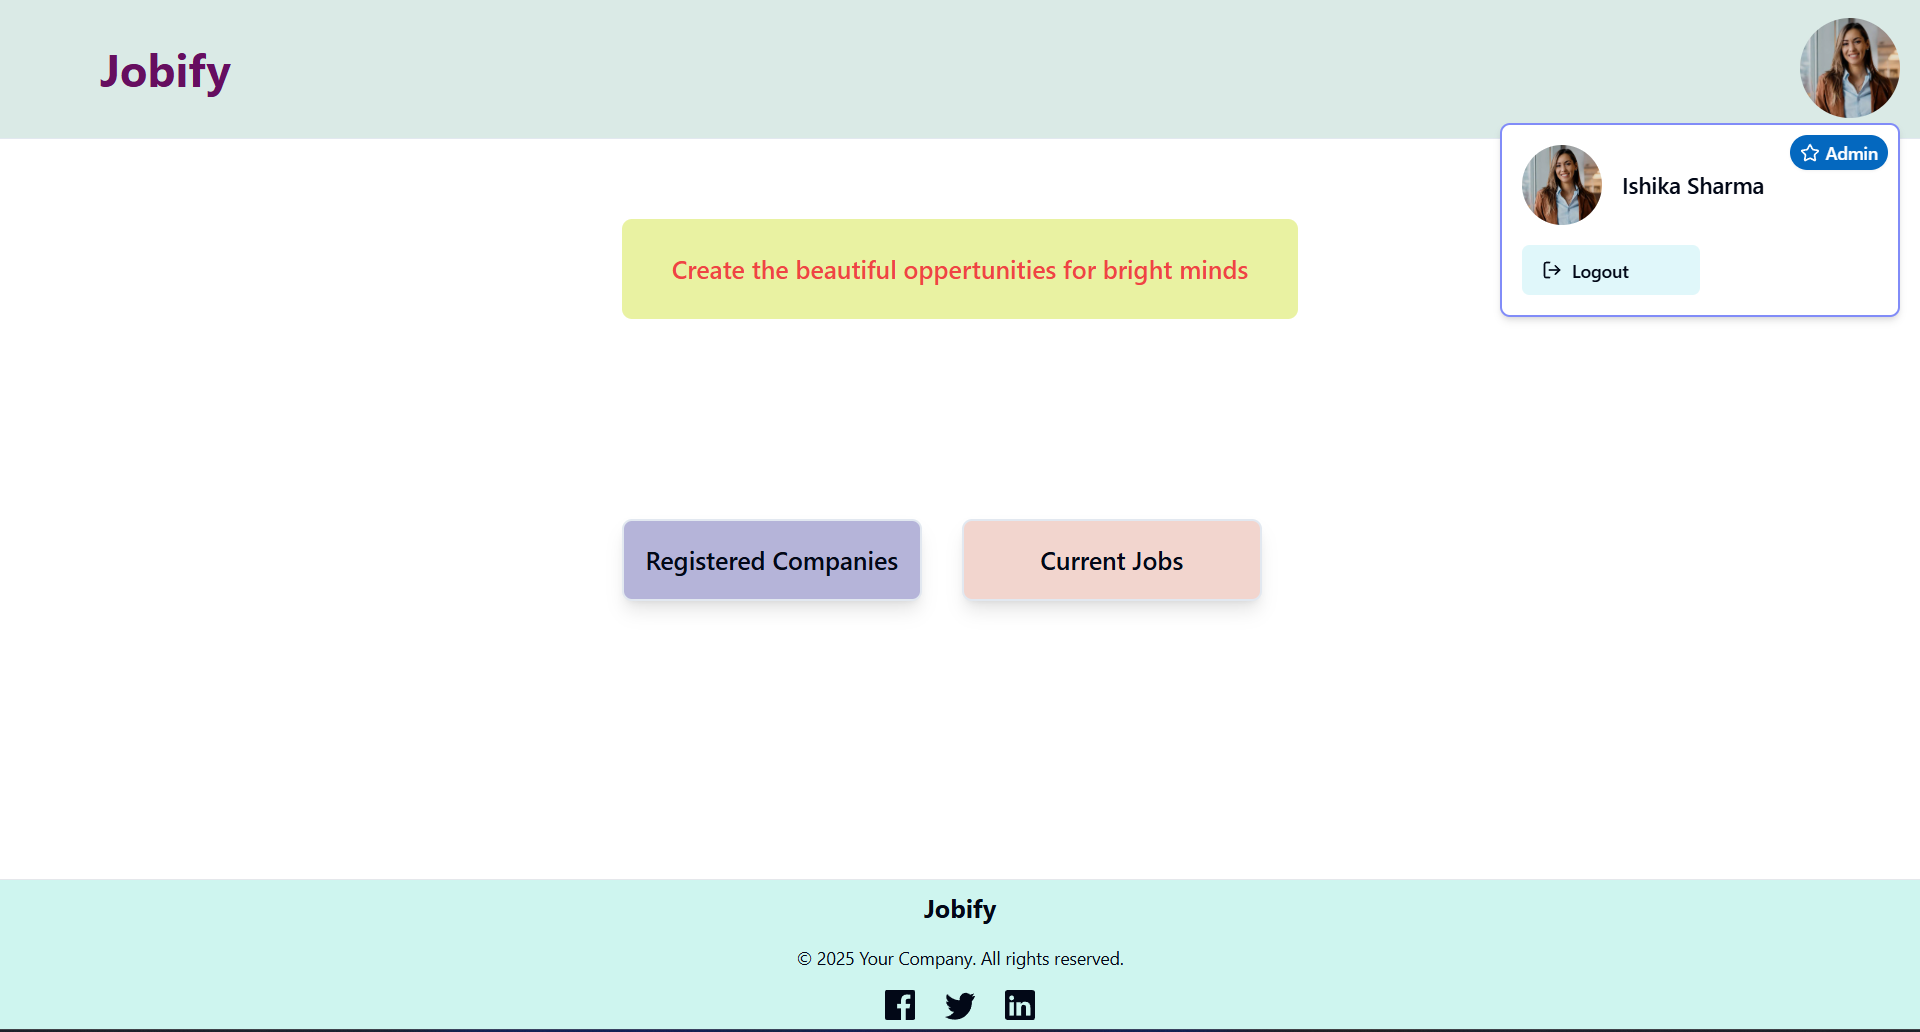 Jobify
Admin
Ishika Sharma
Logout
Create the beautiful oppertunities for bright minds
Registered Companies
Current Jobs
Jobify
© 2025 Your Company. All rights reserved.